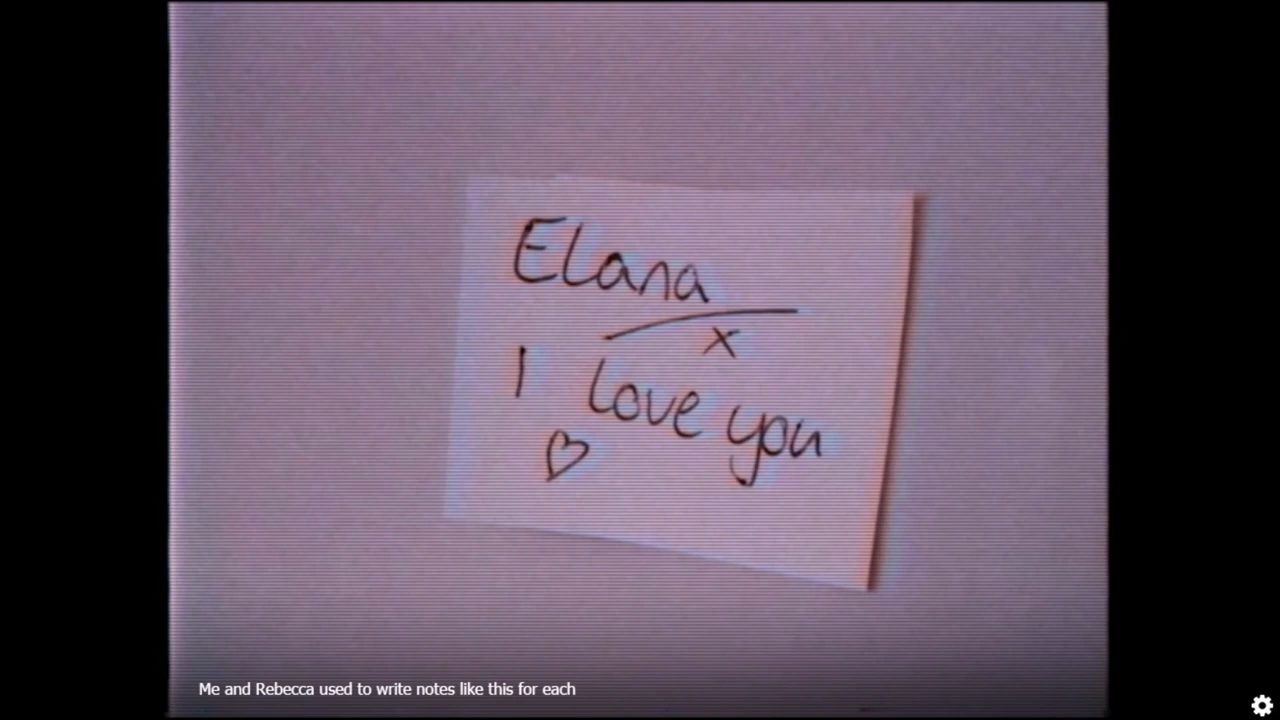 Elana
x
I love you
♡
Me and Rebecca used to write notes like this for each